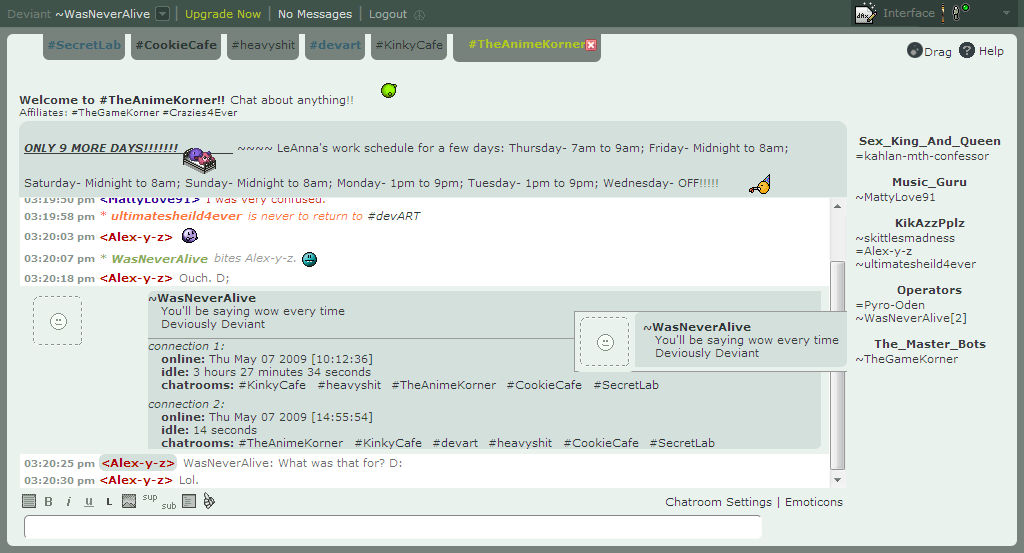 Deviant ~WasNeverAlive | Upgrade Now | No Messages | Logout
dAx Interface
#SecretLab #CookieCafe #heavyshit #devart #KinkyCafe #TheAnimeKorner
Drag ? Help
Welcome to #TheAnimeKorner!! Chat about anything!!
Affiliates: #TheGameKorner #Crazies4Ever
ONLY 9 MORE DAYS!!!!!!! ~~~~ LeAnna's work schedule for a few days: Thursday- 7am to 9am; Friday- Midnight to 8am;
Saturday- Midnight to 8am; Sunday- Midnight to 8am; Monday- 1pm to 9pm; Tuesday- 1pm to 9pm; Wednesday- OFF!!!!!
03:19:50 pm <MattyLove91> I was very confused.
03:19:58 pm * ultimatesheild4ever is never to return to #devART
03:20:03 pm <Alex-y-z>
03:20:07 pm * WasNeverAlive bites Alex-y-z.
03:20:18 pm <Alex-y-z> Ouch. D;
~WasNeverAlive
You'll be saying wow every time
Deviously Deviant
connection 1:
online: Thu May 07 2009 [10:12:36]
idle: 3 hours 27 minutes 34 seconds
chatrooms: #KinkyCafe #heavyshit #TheAnimeKorner #CookieCafe #SecretLab
connection 2:
online: Thu May 07 2009 [14:55:54]
idle: 14 seconds
chatrooms: #TheAnimeKorner #KinkyCafe #devart #heavyshit #CookieCafe #SecretLab
~WasNeverAlive
You'll be saying wow every time
Deviously Deviant
03:20:25 pm <Alex-y-z> WasNeverAlive: What was that for? D:
03:20:30 pm <Alex-y-z> Lol.
Sex_King_And_Queen
=kahlan-mth-confessor
Music_Guru
~MattyLove91
KikAzzPplz
~skittlesmadness
=Alex-y-z
~ultimatesheild4ever
Operators
=Pyro-Oden
~WasNeverAlive[2]
The_Master_Bots
~TheGameKorner
B i u L sup sub
Chatroom Settings | Emoticons